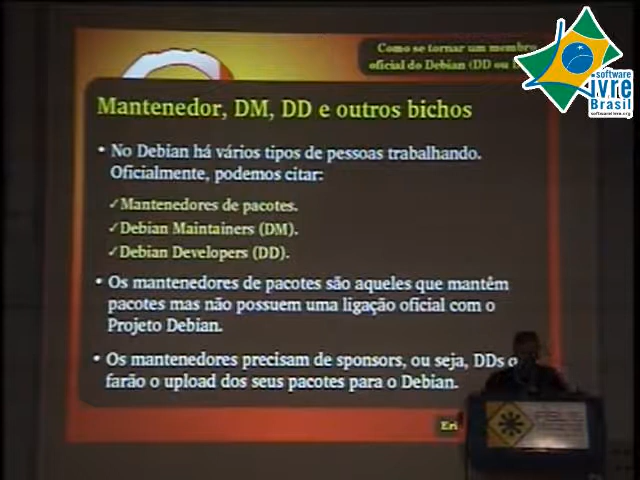 Como se tornar um membro
oficial do Debian (DD ou
software
livre
Brasil
softwarelivre.org
Mantenedor, DM, DD e outros bichos
• No Debian há vários tipos de pessoas trabalhando.
Oficialmente, podemos citar:
✓Mantenedores de pacotes.
✓Debian Maintainers (DM).
✓Debian Developers (DD).
• Os mantenedores de pacotes são aqueles que mantêm
pacotes mas não possuem uma ligação oficial com o
Projeto Debian.
• Os mantenedores precisam de sponsors, ou seja, DDs
farão o upload dos seus pacotes para o Debian.
Eri